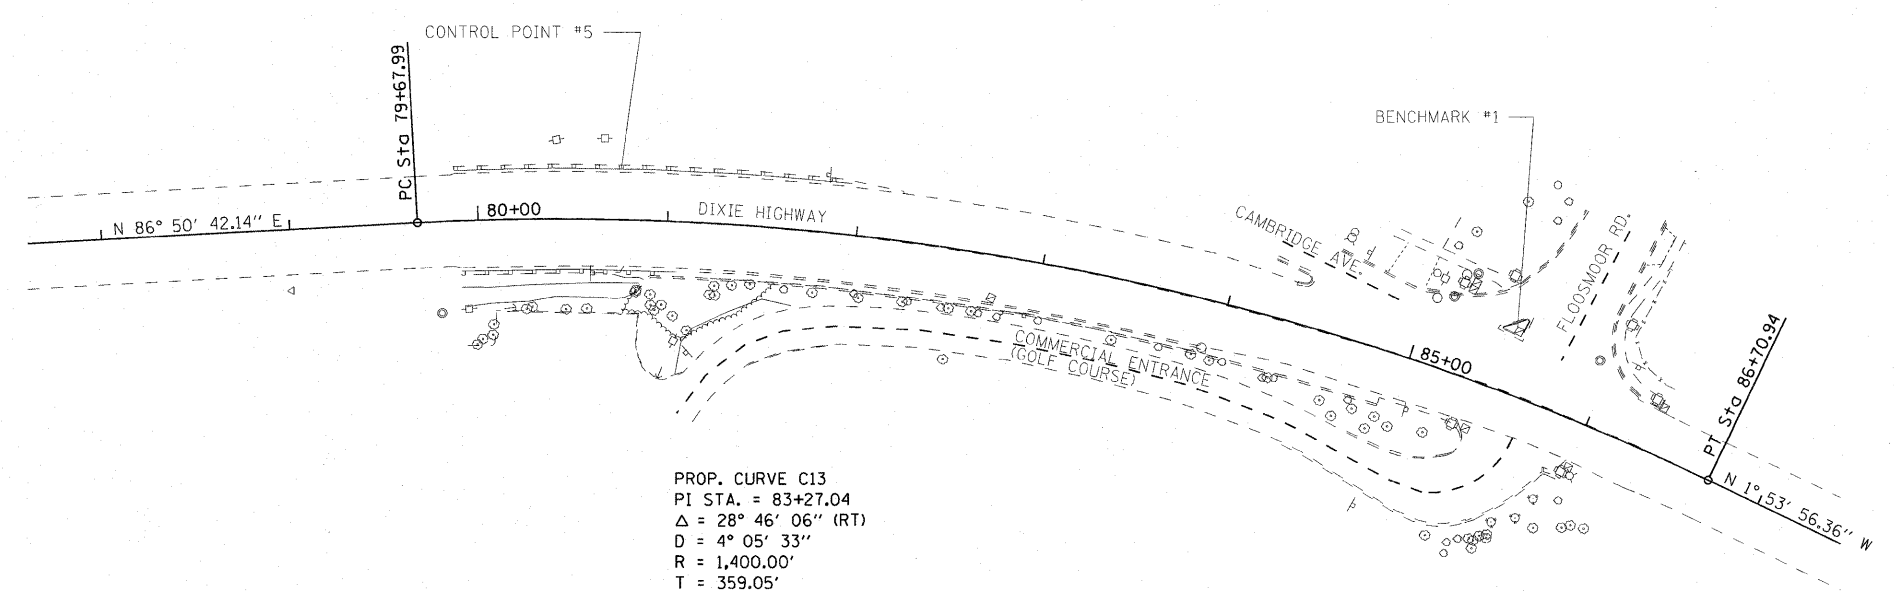 CONTROL POINT #5
PC Sta 79+67.99
BENCHMARK #1
N 86° 50' 42.14" E
80+00
DIXIE HIGHWAY
CAMBRIDGE AVE.
FLOOSMOOR RD.
COMMERCIAL ENTRANCE
(GOLF COURSE)
85+00
PT Sta 86+70.94
N 1° 53' 56.36" W
PROP. CURVE C13
PI STA. = 83+27.04
Δ = 28° 46' 06" (RT)
D = 4° 05' 33"
R = 1,400.00'
T = 359.05'